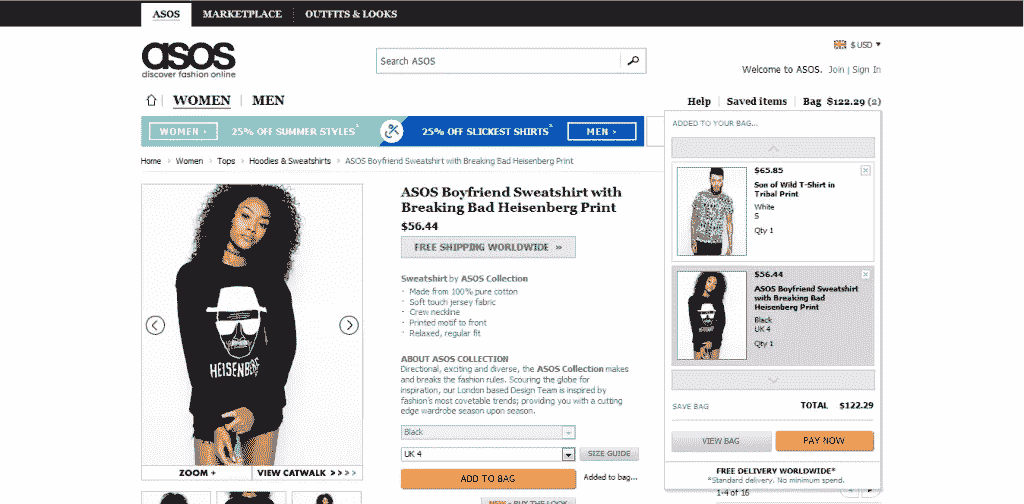 ASOS MARKETPLACE OUTFITS & LOOKS
asos
discover fashion online
Search ASOS
$ USD
Welcome to ASOS. Join | Sign In
WOMEN MEN
Help Saved items Bag $122.29 (2)
WOMEN › 25% OFF SUMMER STYLES
25% OFF SLICKEST SHIRTS MEN ›
Home › Women › Tops › Hoodies & Sweatshirts › ASOS Boyfriend Sweatshirt with Breaking Bad Heisenberg Print
HEISENBERG
ZOOM + VIEW CATWALK >>>>
ASOS Boyfriend Sweatshirt with
Breaking Bad Heisenberg Print
$56.44
FREE SHIPPING WORLDWIDE »
Sweatshirt by ASOS Collection
· Made from 100% pure cotton
· Soft touch jersey fabric
· Crew neckline
· Printed motif to front
· Relaxed, regular fit
ABOUT ASOS COLLECTION
Directional, exciting and diverse, the ASOS Collection makes
and breaks the fashion rules. Scouring the globe for
inspiration, our London based Design Team is inspired by
fashion's most covetable trends; providing you with a cutting
edge wardrobe season upon season.
Black
UK 4
SIZE GUIDE
ADD TO BAG
Added to bag...
NEW - BUY THE LOOK
ADDED TO YOUR BAG...
$65.85
Son of Wild T-Shirt in
Tribal Print
White
S
Qty 1
$56.44
ASOS Boyfriend Sweatshirt
with Breaking Bad
Heisenberg Print
Black
UK 4
Qty 1
SAVE BAG TOTAL $122.29
VIEW BAG PAY NOW
FREE DELIVERY WORLDWIDE*
*Standard delivery. No minimum spend.
1-4 of 16